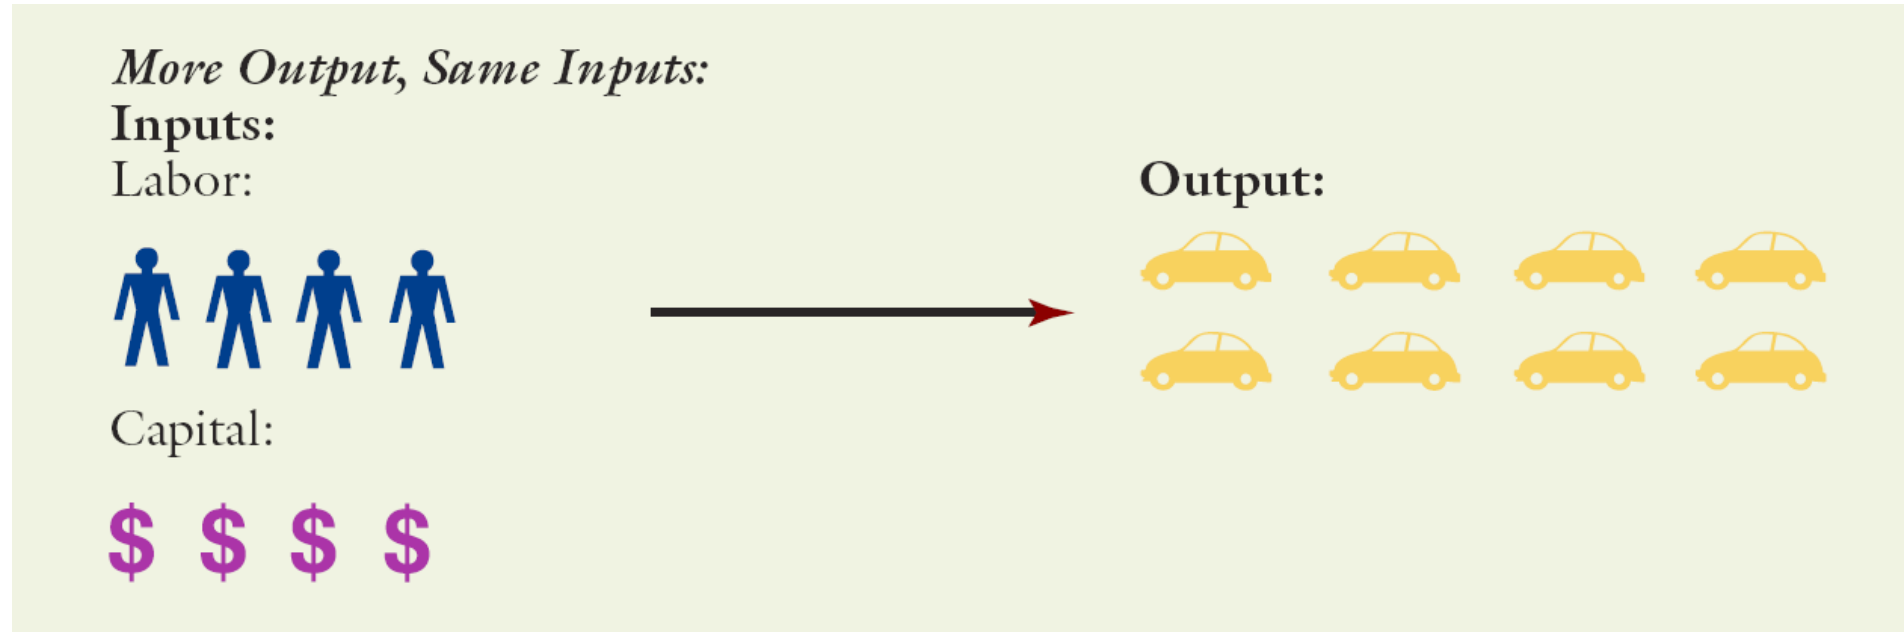 More Output, Same Inputs:
Inputs:
Labor:
Output:
Capital:
$ $ $ $